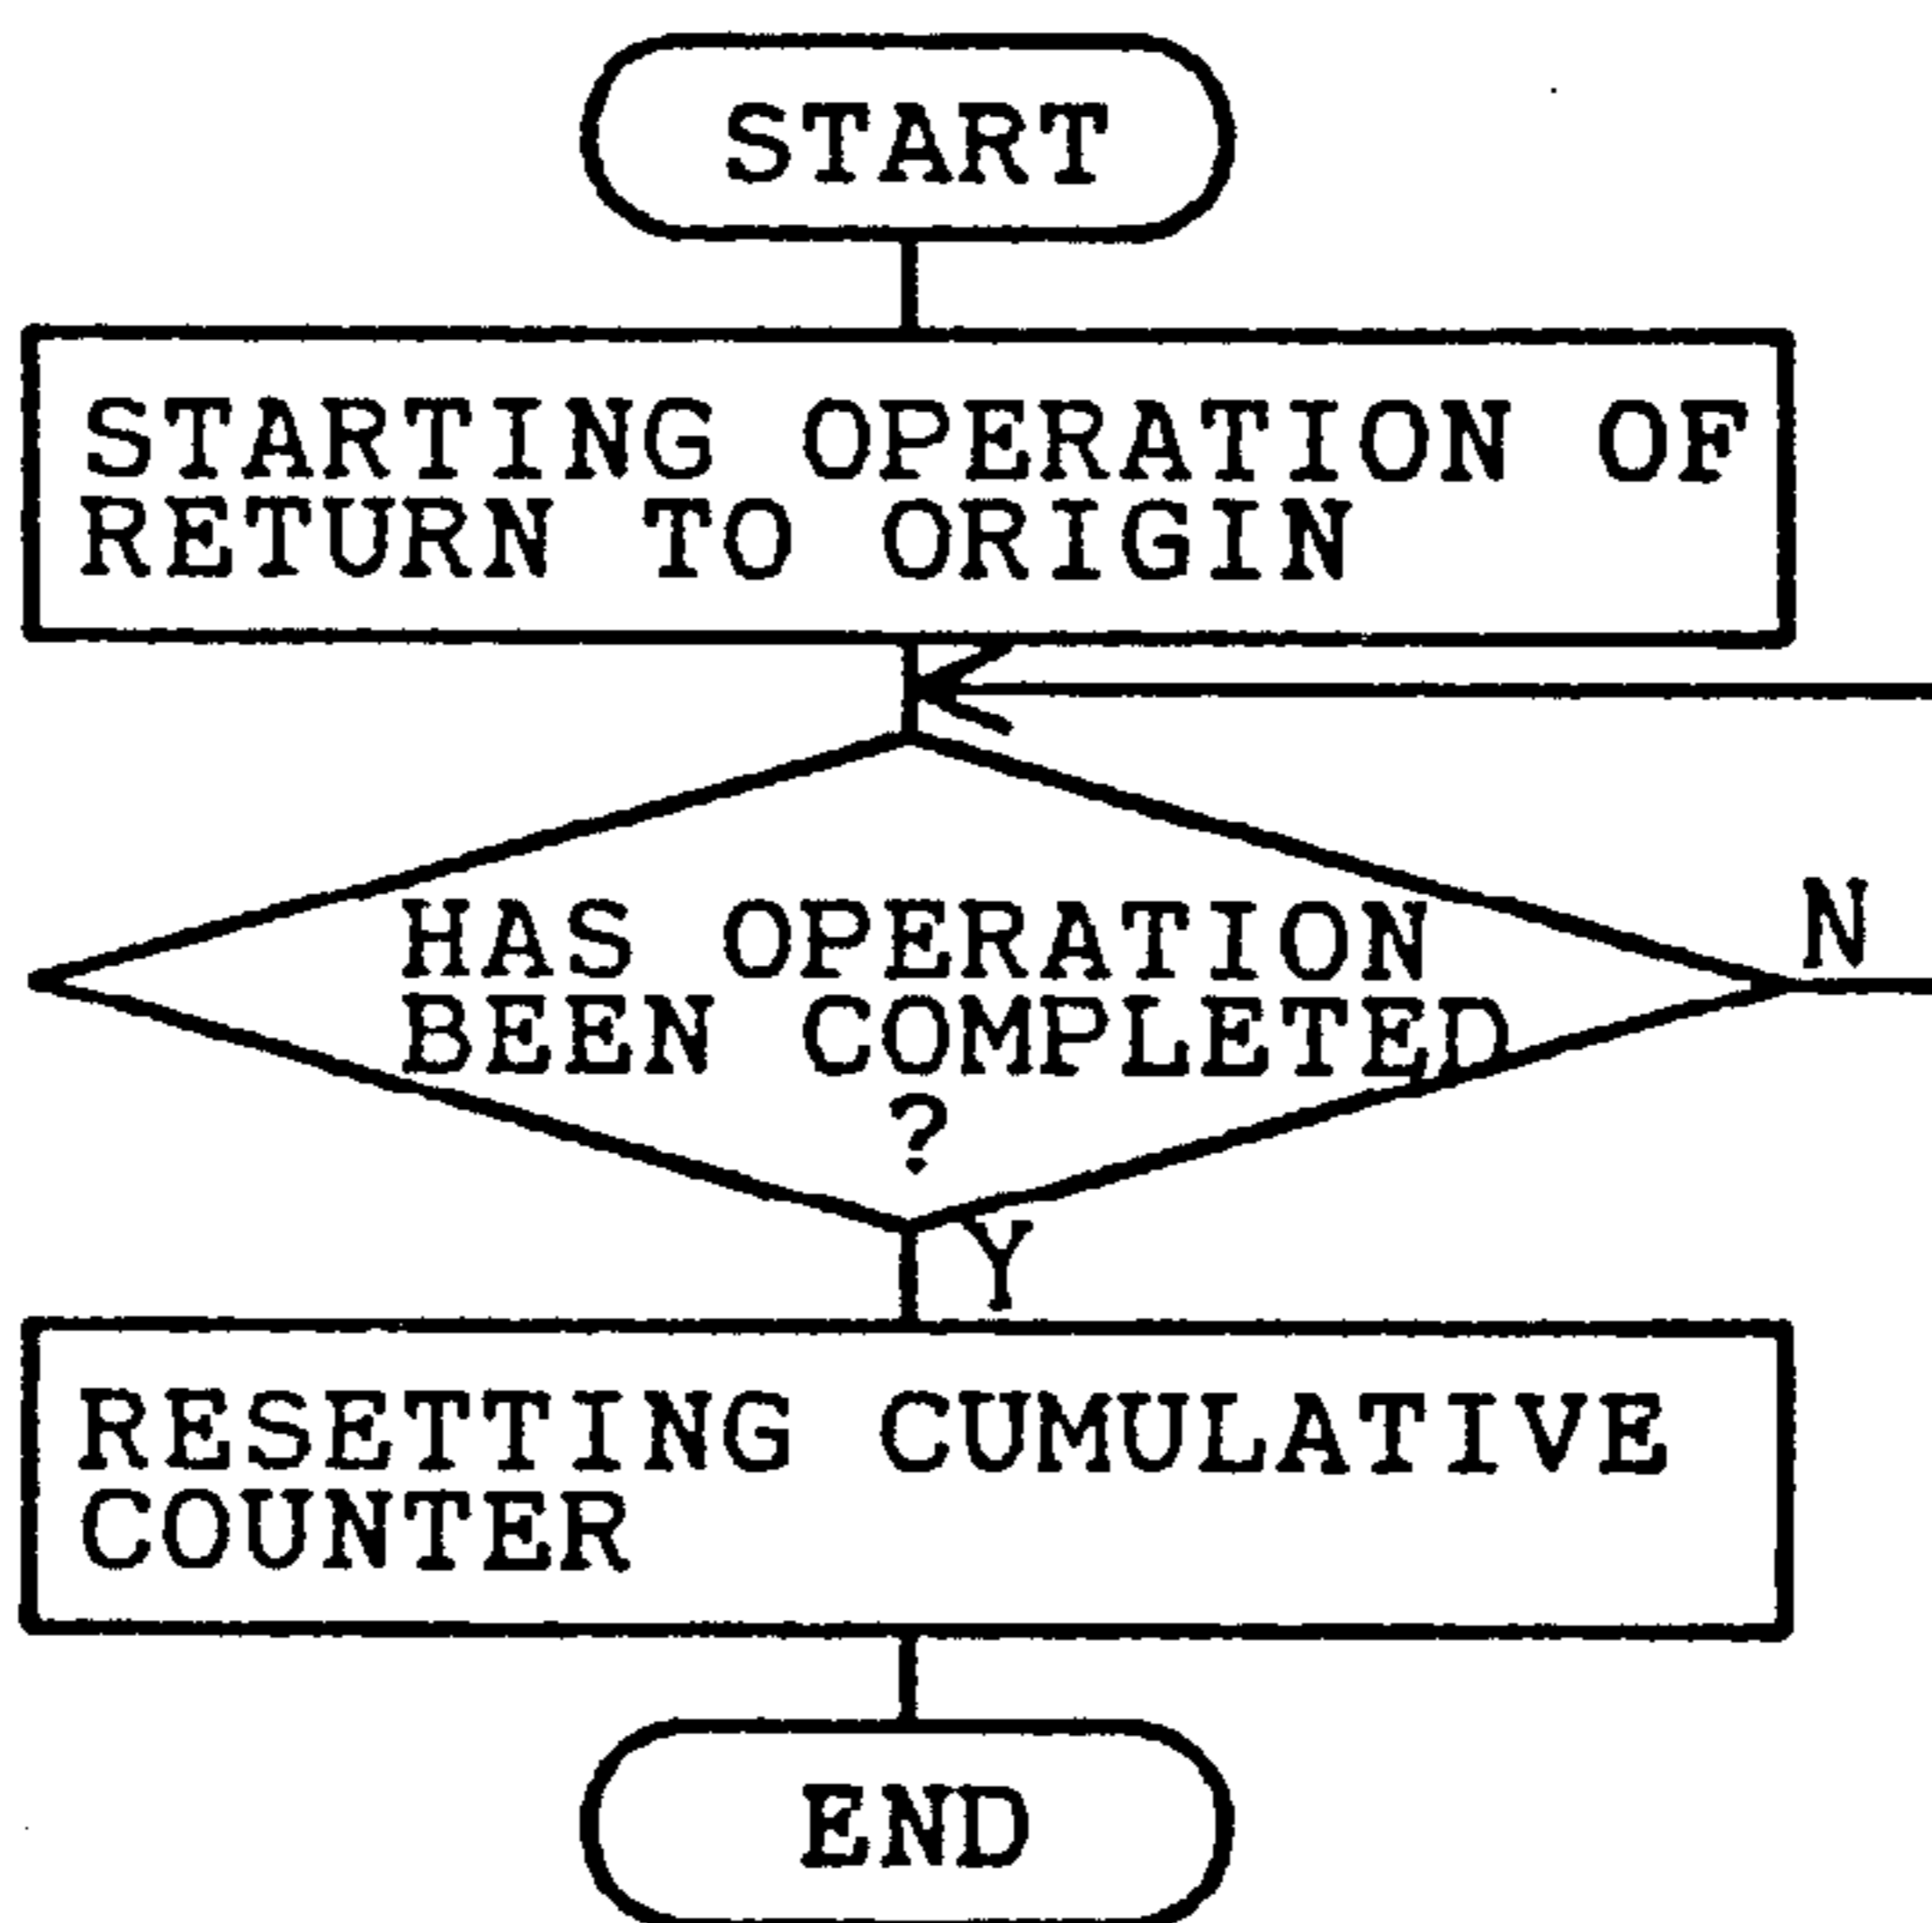 START
STARTING OPERATION OF
RETURN TO ORIGIN
HAS OPERATION
N
BEEN COMPLETED
?
Y
RESETTING CUMULATIVE
COUNTER
END